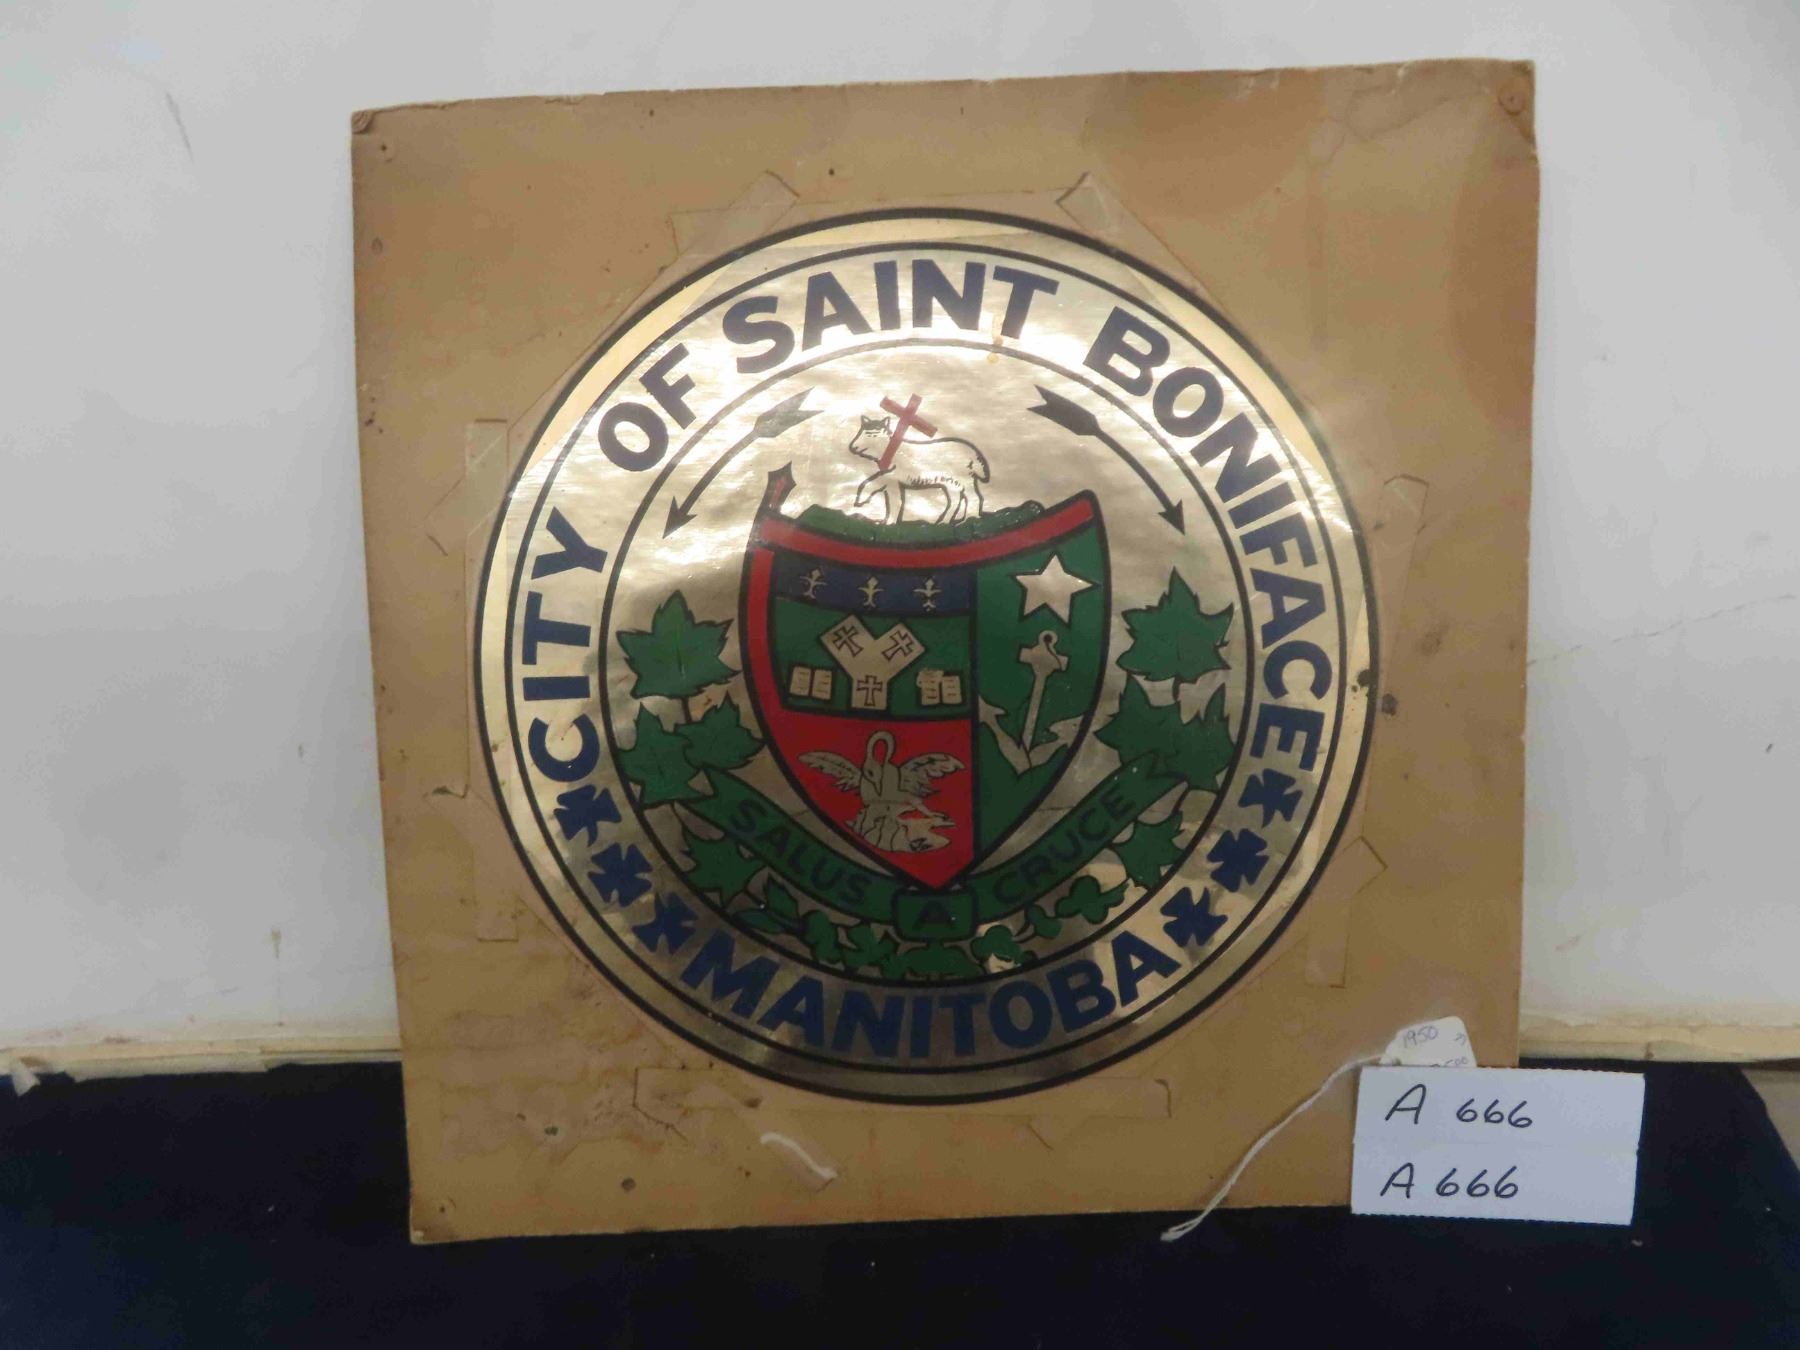 CITY OF SAINT BONIFACE
SALUS A CRUCE
MANITOBA
1950
A 666
A 666